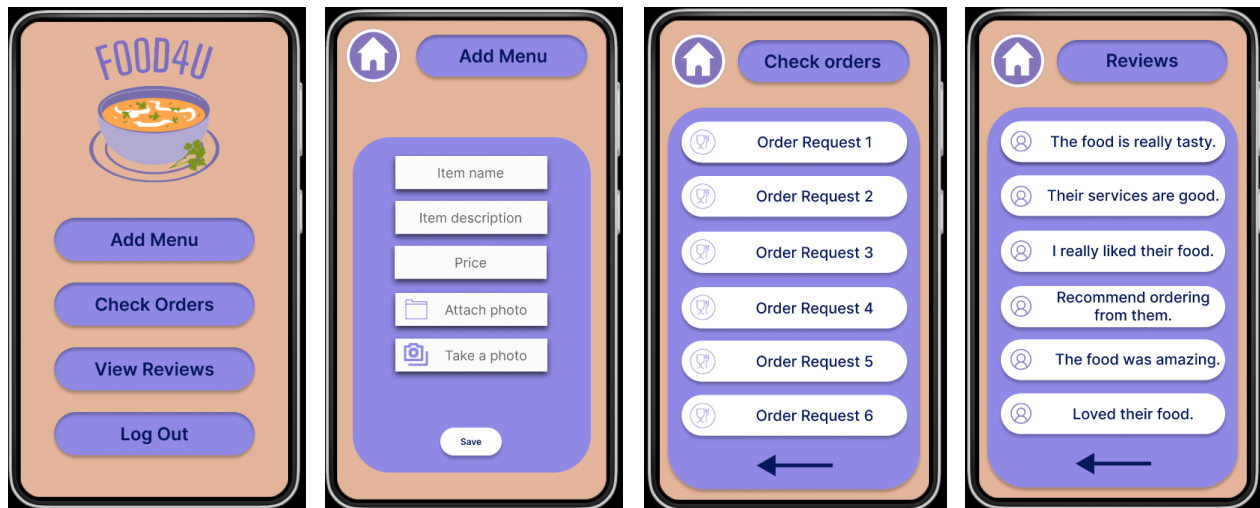 FOOD4U
Add Menu
Check Orders
View Reviews
Log Out
Add Menu
Item name
Item description
Price
Attach photo
Take a photo
Save
Check orders
Order Request 1
Order Request 2
Order Request 3
Order Request 4
Order Request 5
Order Request 6
Reviews
The food is really tasty.
Their services are good.
I really liked their food.
Recommend ordering
from them.
The food was amazing.
Loved their food.